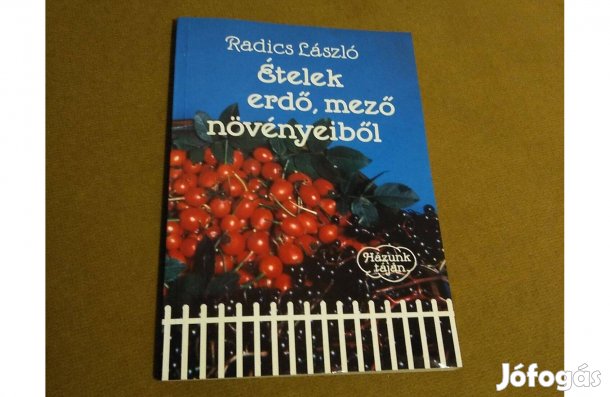 Radics László
Ételek
erdő, mező
növényeiből
Házunk
táján
Jófogás